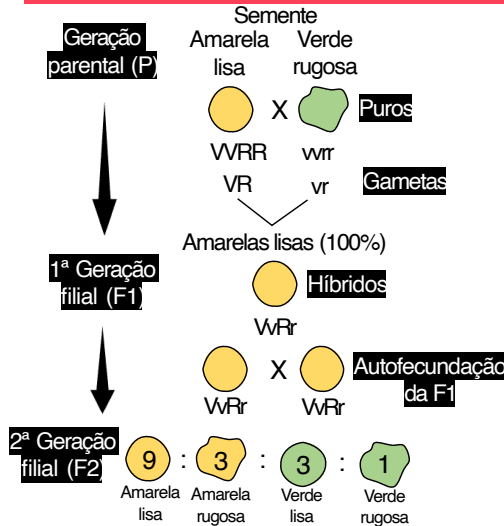 Semente
Geração parental (P)
Amarela lisa
Verde rugosa
X
Puros
VVRR
vvrr
VR
vr
Gametas
Amarelas lisas (100%)
1ª Geração filial (F1)
Híbridos
VvRr
X
Autofecundação da F1
VvRr
VvRr
2ª Geração filial (F2)
9 : 3 : 3 : 1
Amarela lisa
Amarela rugosa
Verde lisa
Verde rugosa